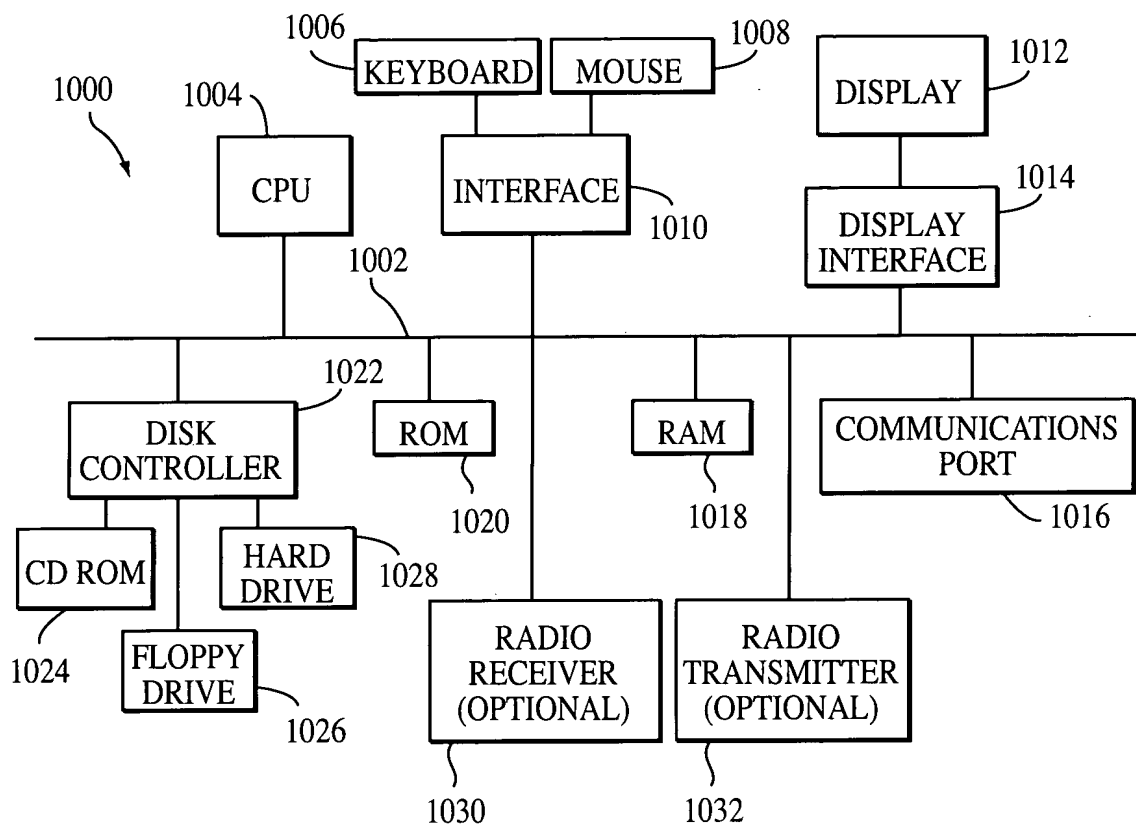 1006
KEYBOARD
MOUSE
1008
1000
1004
CPU
INTERFACE
1010
DISPLAY
1012
1014
DISPLAY
INTERFACE
1002
1022
DISK
CONTROLLER
ROM
1020
RAM
1018
COMMUNICATIONS
PORT
1016
CD ROM
1024
HARD
DRIVE
1028
FLOPPY
DRIVE
1026
RADIO
RECEIVER
(OPTIONAL)
1030
RADIO
TRANSMITTER
(OPTIONAL)
1032